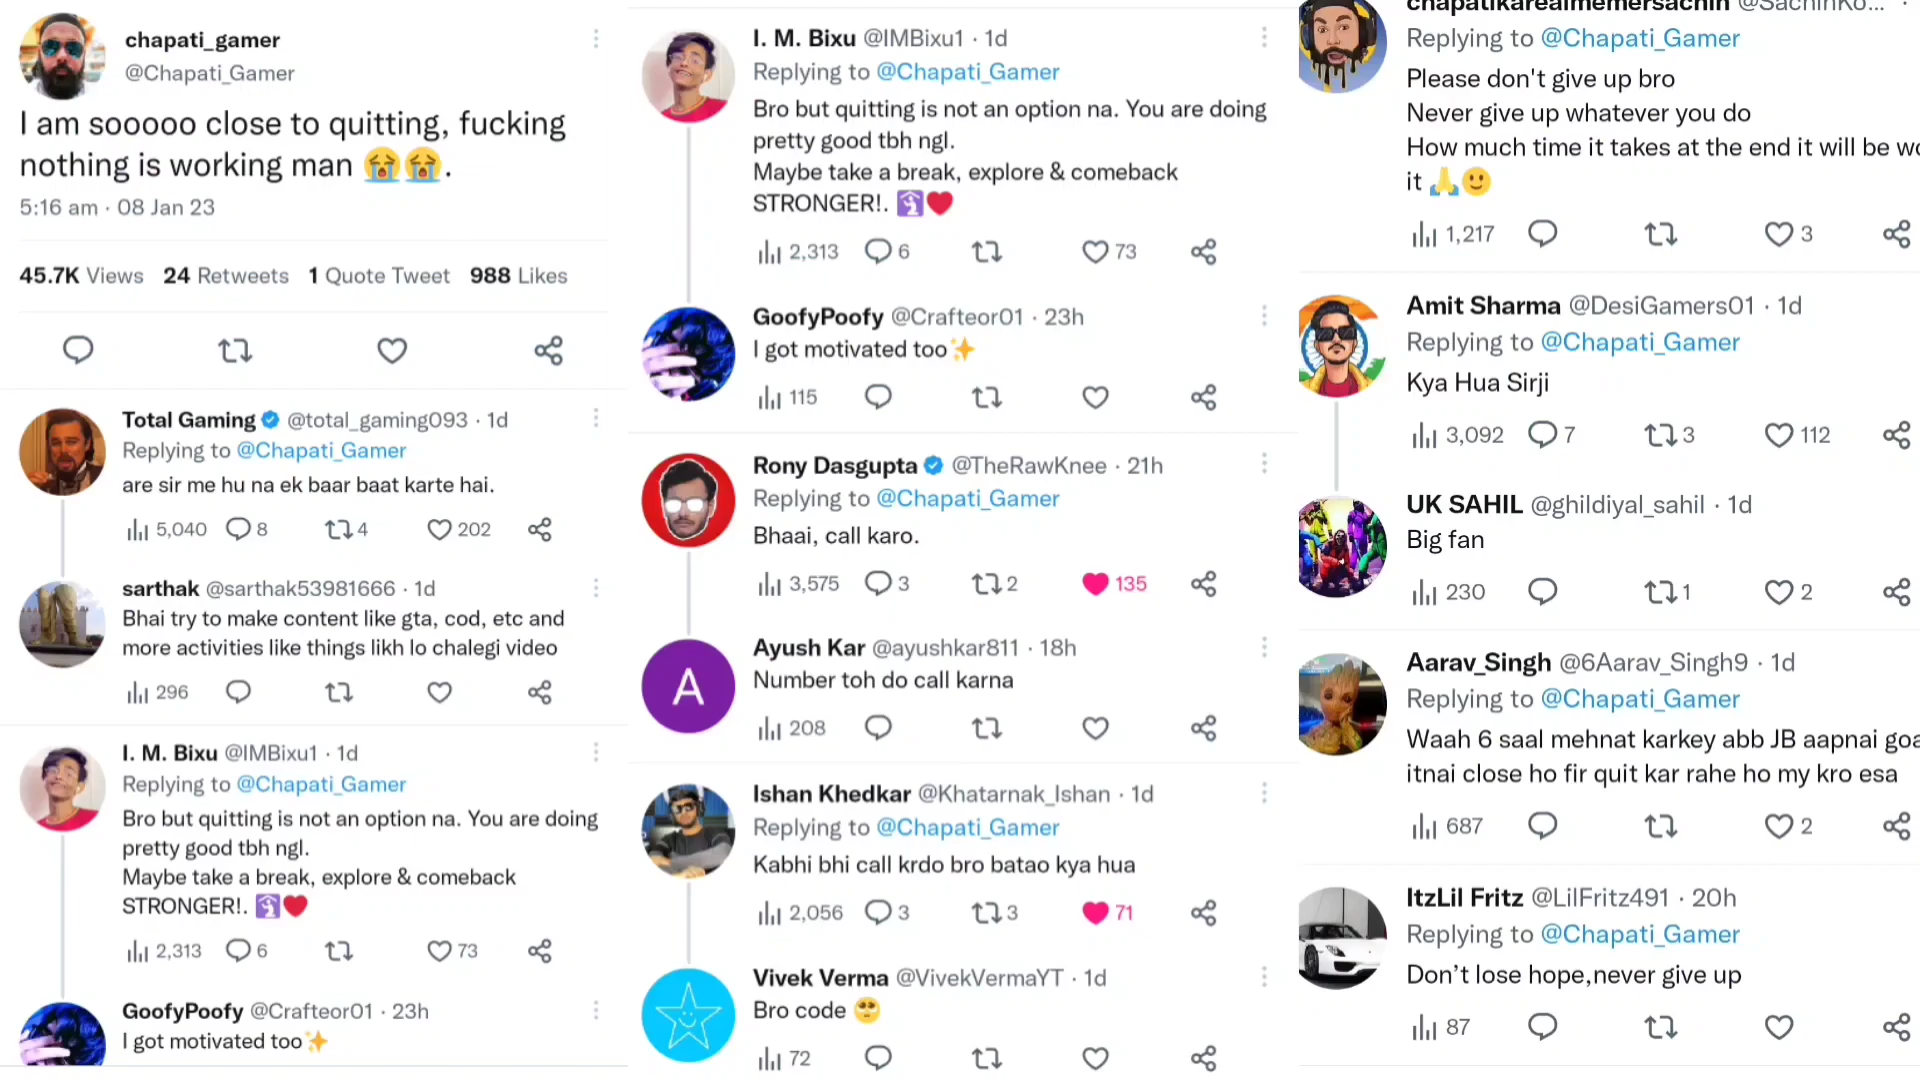 chapati_gamer
@Chapati_Gamer
I am sooooo close to quitting, fucking
nothing is working man 😭😭.
5:16 am · 08 Jan 23
45.7K Views 24 Retweets 1 Quote Tweet 988 Likes
Total Gaming @total_gaming093 · 1d
Replying to @Chapati_Gamer
are sir me hu na ek baar baat karte hai.
5,040 8 4 202
sarthak @sarthak53981666 · 1d
Bhai try to make content like gta, cod, etc and
more activities like things likh lo chalegi video
296
I. M. Bixu @IMBixu1 · 1d
Replying to @Chapati_Gamer
Bro but quitting is not an option na. You are doing
pretty good tbh ngl.
Maybe take a break, explore & comeback
STRONGER!. 🛐❤️
2,313 6 73
GoofyPoofy @Crafteor01 · 23h
I got motivated too✨
I. M. Bixu @IMBixu1 · 1d
Replying to @Chapati_Gamer
Bro but quitting is not an option na. You are doing
pretty good tbh ngl.
Maybe take a break, explore & comeback
STRONGER!. 🛐❤️
2,313 6 73
GoofyPoofy @Crafteor01 · 23h
I got motivated too✨
115
Rony Dasgupta @TheRawKnee · 21h
Replying to @Chapati_Gamer
Bhaai, call karo.
3,575 3 2 135
A
Ayush Kar @ayushkar811 · 18h
Number toh do call karna
208
Ishan Khedkar @Khatarnak_Ishan · 1d
Replying to @Chapati_Gamer
Kabhi bhi call krdo bro batao kya hua
2,056 3 3 71
Vivek Verma @VivekVermaYT · 1d
Bro code 🙄
72
chapatikarealmemersachin @SachinKo... ·
Replying to @Chapati_Gamer
Please don't give up bro
Never give up whatever you do
How much time it takes at the end it will be wo
it 🙏🙂
1,217 3
Amit Sharma @DesiGamers01 · 1d
Replying to @Chapati_Gamer
Kya Hua Sirji
3,092 7 3 112
UK SAHIL @ghildiyal_sahil · 1d
Big fan
230 1 2
Aarav_Singh @6Aarav_Singh9 · 1d
Replying to @Chapati_Gamer
Waah 6 saal mehnat karkey abb JB aapnai goa
itnai close ho fir quit kar rahe ho my kro esa
687 2
ItzLil Fritz @LilFritz491 · 20h
Replying to @Chapati_Gamer
Don’t lose hope,never give up
87